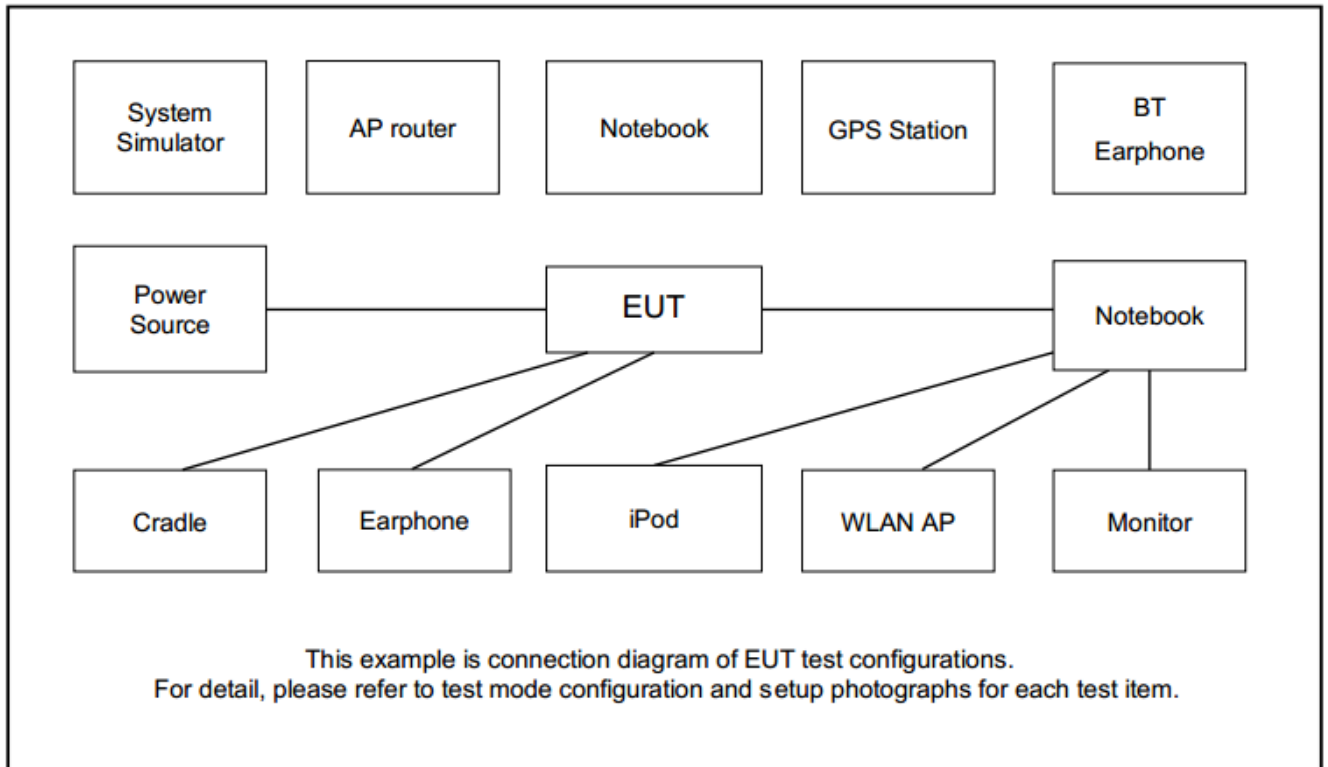 System
Simulator
AP router
Notebook
GPS Station
BT
Earphone
Power
Source
EUT
Notebook
Cradle
Earphone
iPod
WLAN AP
Monitor
This example is connection diagram of EUT test configurations.
For detail, please refer to test mode configuration and setup photographs for each test item.